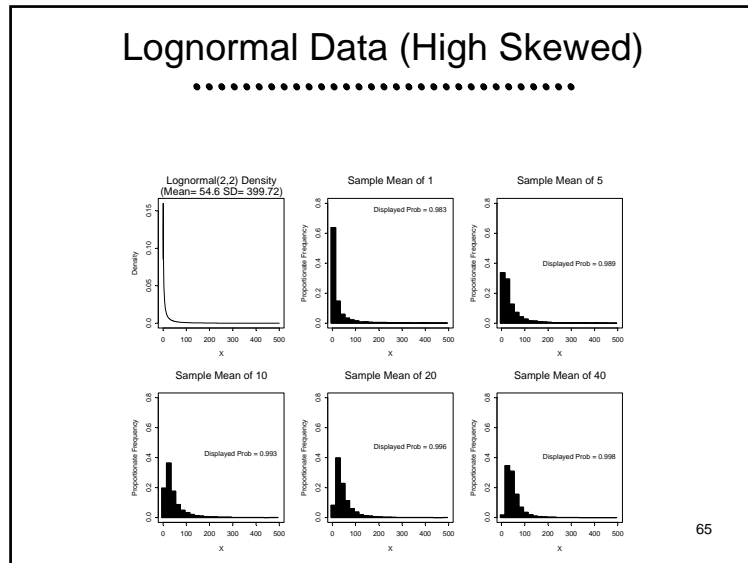 Lognormal Data (High Skewed)
Lognormal(2,2) Density
(Mean= 54.6 SD= 399.72)
Density
0.0
0.05
0.10
0.15
0 100 200 300 400 500
X
Sample Mean of 1
Displayed Prob = 0.983
Proportionate Frequency
0.0
0.2
0.4
0.6
0.8
0 100 200 300 400 500
X
Sample Mean of 5
Displayed Prob = 0.989
Proportionate Frequency
0.0
0.2
0.4
0.6
0.8
0 100 200 300 400 500
X
Sample Mean of 10
Displayed Prob = 0.993
Proportionate Frequency
0.0
0.2
0.4
0.6
0.8
0 100 200 300 400 500
X
Sample Mean of 20
Displayed Prob = 0.996
Proportionate Frequency
0.0
0.2
0.4
0.6
0.8
0 100 200 300 400 500
X
Sample Mean of 40
Displayed Prob = 0.998
Proportionate Frequency
0.0
0.2
0.4
0.6
0.8
0 100 200 300 400 500
X
65